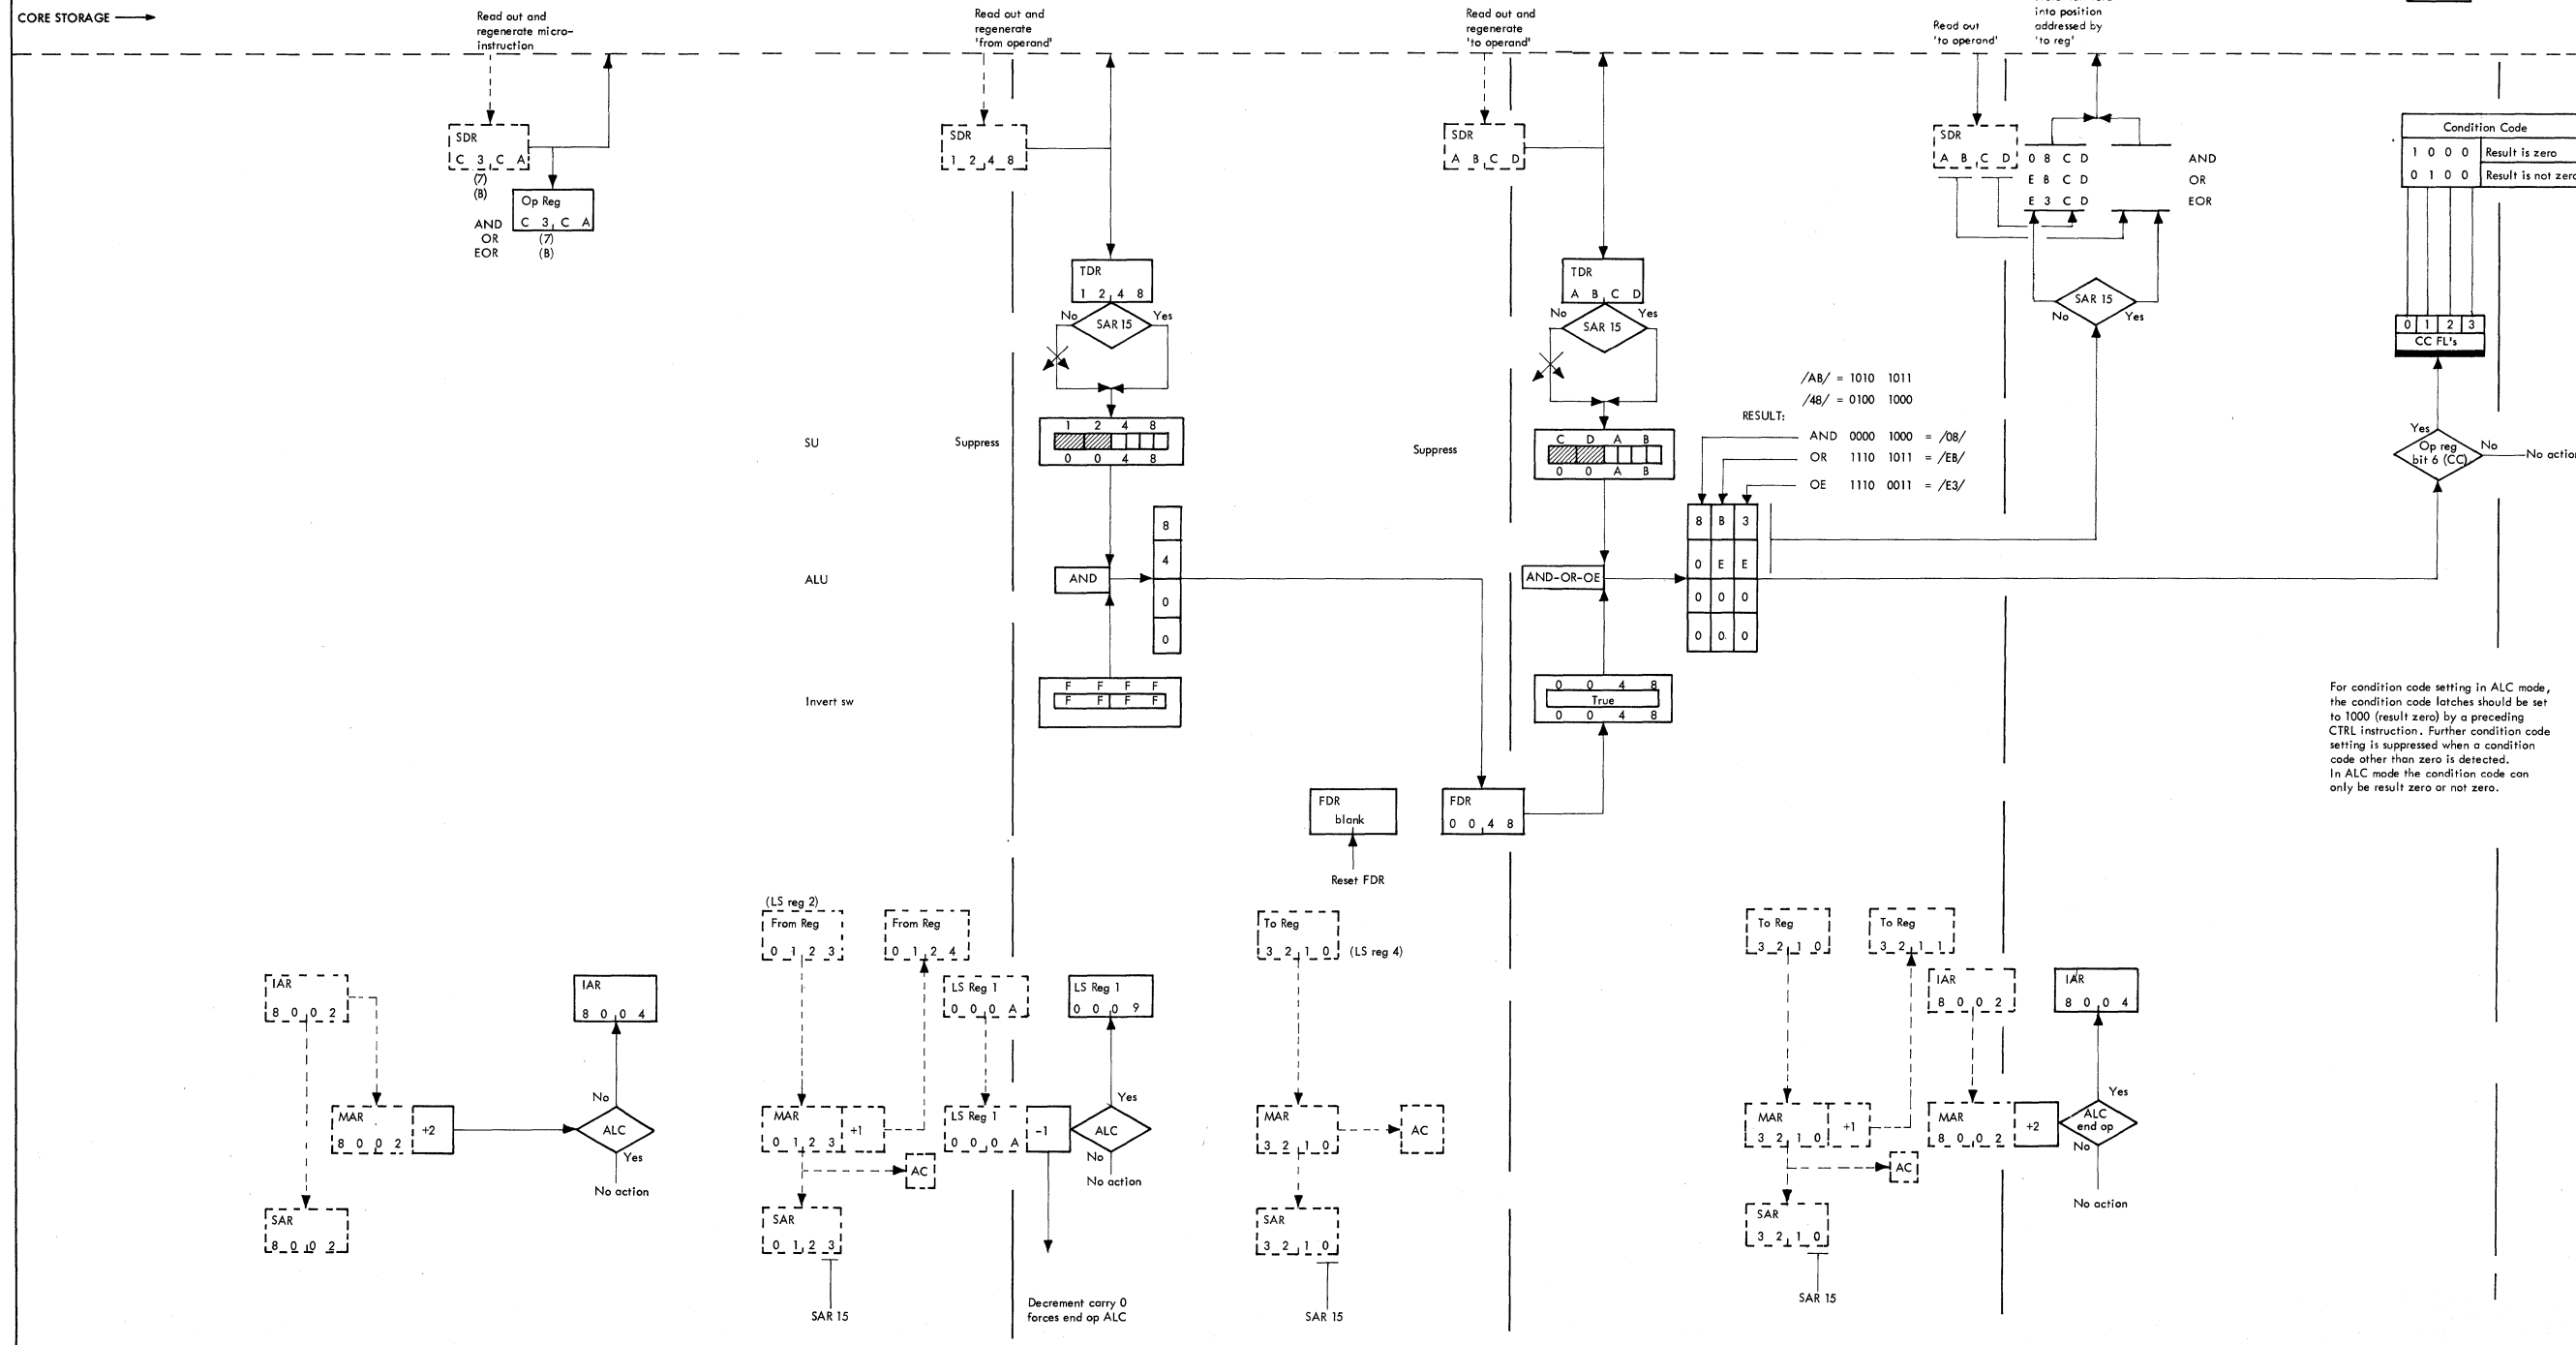 CORE STORAGE
Read out and
regenerate micro-
instruction
Read out and
regenerate
'from operand'
Read out and
regenerate
'to operand'
Read out
'to operand'
into position
addressed by
'to reg'
SDR
C 3 C A
(7)
(B)
Op Reg
C 3 C A
AND
OR (7)
EOR (B)
SDR
1 2 4 8
SDR
A B C D
SDR
A B C D
0 8 C D
E B C D
E 3 C D
AND
OR
EOR
Condition Code
1 0 0 0 Result is zero
0 1 0 0 Result is not zero
TDR
1 2 4 8
No SAR 15 Yes
TDR
A B C D
No SAR 15 Yes
SAR 15
No Yes
0 1 2 3
CC FL's
/AB/ = 1010 1011
/48/ = 0100 1000
RESULT:
AND 0000 1000 = /08/
OR 1110 1011 = /EB/
OE 1110 0011 = /E3/
SU
Suppress
1 2 4 8
0 0 4 8
Suppress
C D A B
0 0 A B
Yes
Op reg
bit 6 (CC)
No
No action
ALU
AND
8
4
0
0
AND-OR-OE
8 B 3
0 E E
0 0 0
0 0 0
Invert sw
F F F F
F F F F
0 0 4 8
True
0 0 4 8
For condition code setting in ALC mode,
the condition code latches should be set
to 1000 (result zero) by a preceding
CTRL instruction. Further condition code
setting is suppressed when a condition
code other than zero is detected.
In ALC mode the condition code can
only be result zero or not zero.
FDR
blank
Reset FDR
FDR
0 0 4 8
IAR
8 0 0 2
IAR
8 0 0 4
No
MAR
8 0 0 2
+2
ALC
Yes
No action
SAR
8 0 0 2
(LS reg 2)
From Reg
0 1 2 3
From Reg
0 1 2 4
LS Reg 1
0 0 0 A
LS Reg 1
0 0 0 9
Yes
MAR
0 1 2 3
+1
LS Reg 1
0 0 0 A
-1
ALC
No
No action
AC
SAR
0 1 2 3
SAR 15
Decrement carry 0
forces end op ALC
To Reg
3 2 1 0
(LS reg 4)
MAR
3 2 1 0
AC
SAR
3 2 1 0
SAR 15
To Reg
3 2 1 0
To Reg
3 2 1 1
IAR
8 0 0 2
IAR
8 0 0 4
Yes
MAR
3 2 1 0
+1
MAR
8 0 0 2
+2
ALC
end op
No
No action
AC
SAR
3 2 1 0
SAR 15